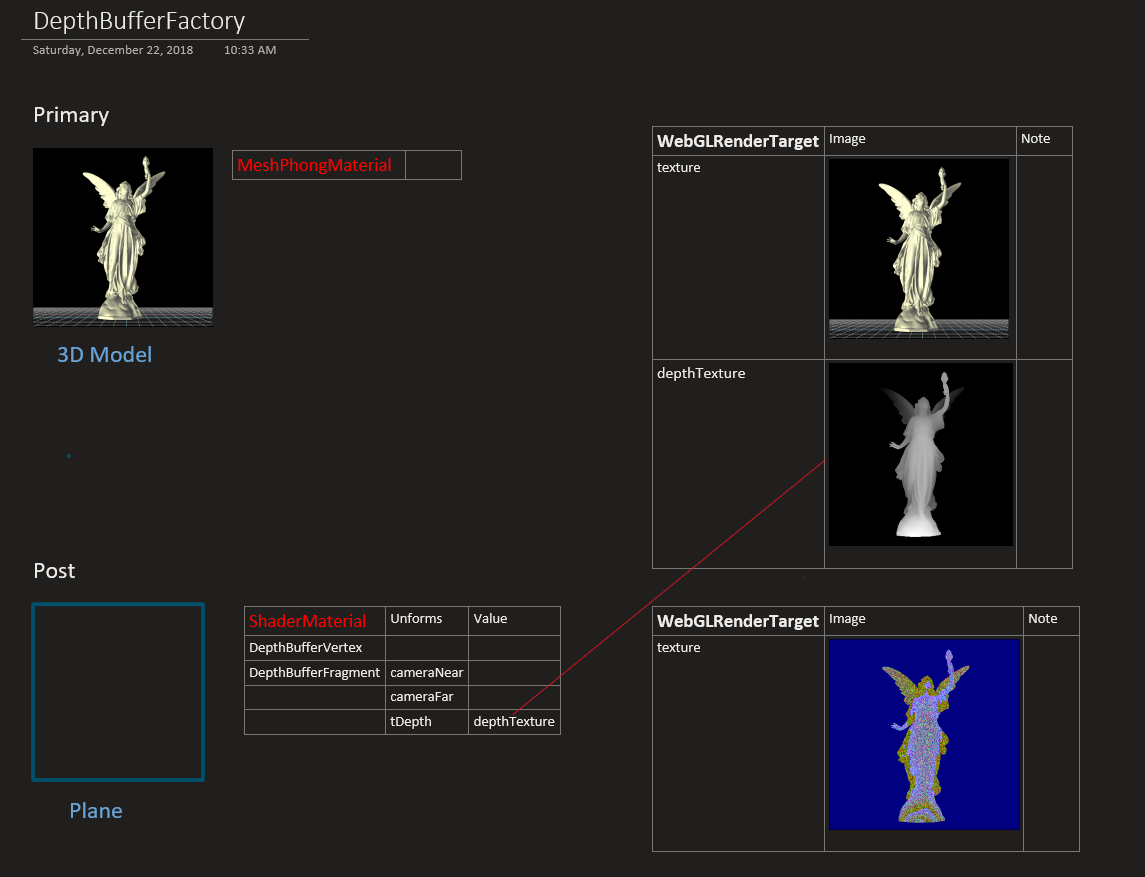 DepthBufferFactory
Saturday, December 22, 2018 10:33 AM
Primary
MeshPhongMaterial
3D Model
WebGLRenderTarget Image Note
texture
depthTexture
Post
Plane
ShaderMaterial Unforms Value
DepthBufferVertex
DepthBufferFragment cameraNear
cameraFar
tDepth depthTexture
WebGLRenderTarget Image Note
texture